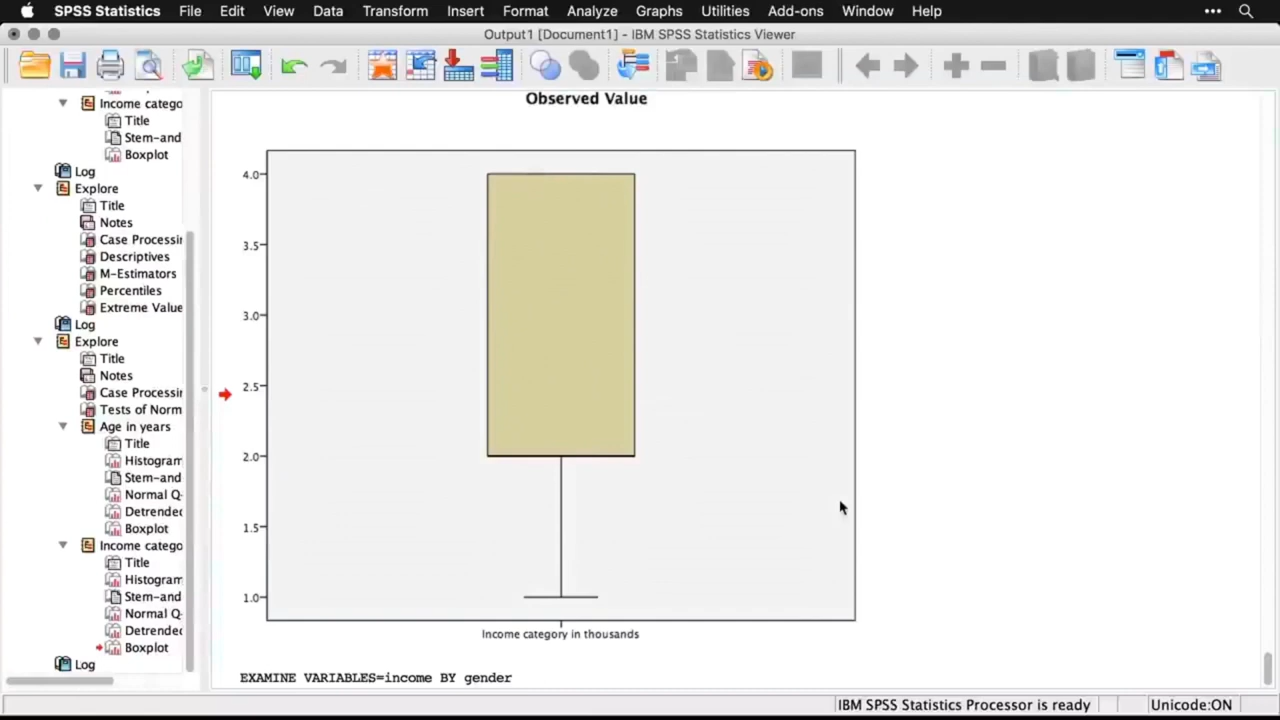 SPSS Statistics File Edit View Data Transform Insert Format Analyze Graphs Utilities Add-ons Window Help
Output1 [Document1] - IBM SPSS Statistics Viewer
Income catego
Title
Stem-and
Boxplot
Log
Explore
Title
Notes
Case Processin
Descriptives
M-Estimators
Percentiles
Extreme Value
Log
Explore
Title
Notes
Case Processin
Tests of Norm
Age in years
Title
Histogram
Stem-and
Normal Q-
Detrended
Boxplot
Income catego
Title
Histogram
Stem-and
Normal Q-
Detrended
Boxplot
Log
Observed Value
4.0
3.5
3.0
2.5
2.0
1.5
1.0
Income category in thousands
EXAMINE VARIABLES=income BY gender
IBM SPSS Statistics Processor is ready
Unicode:ON